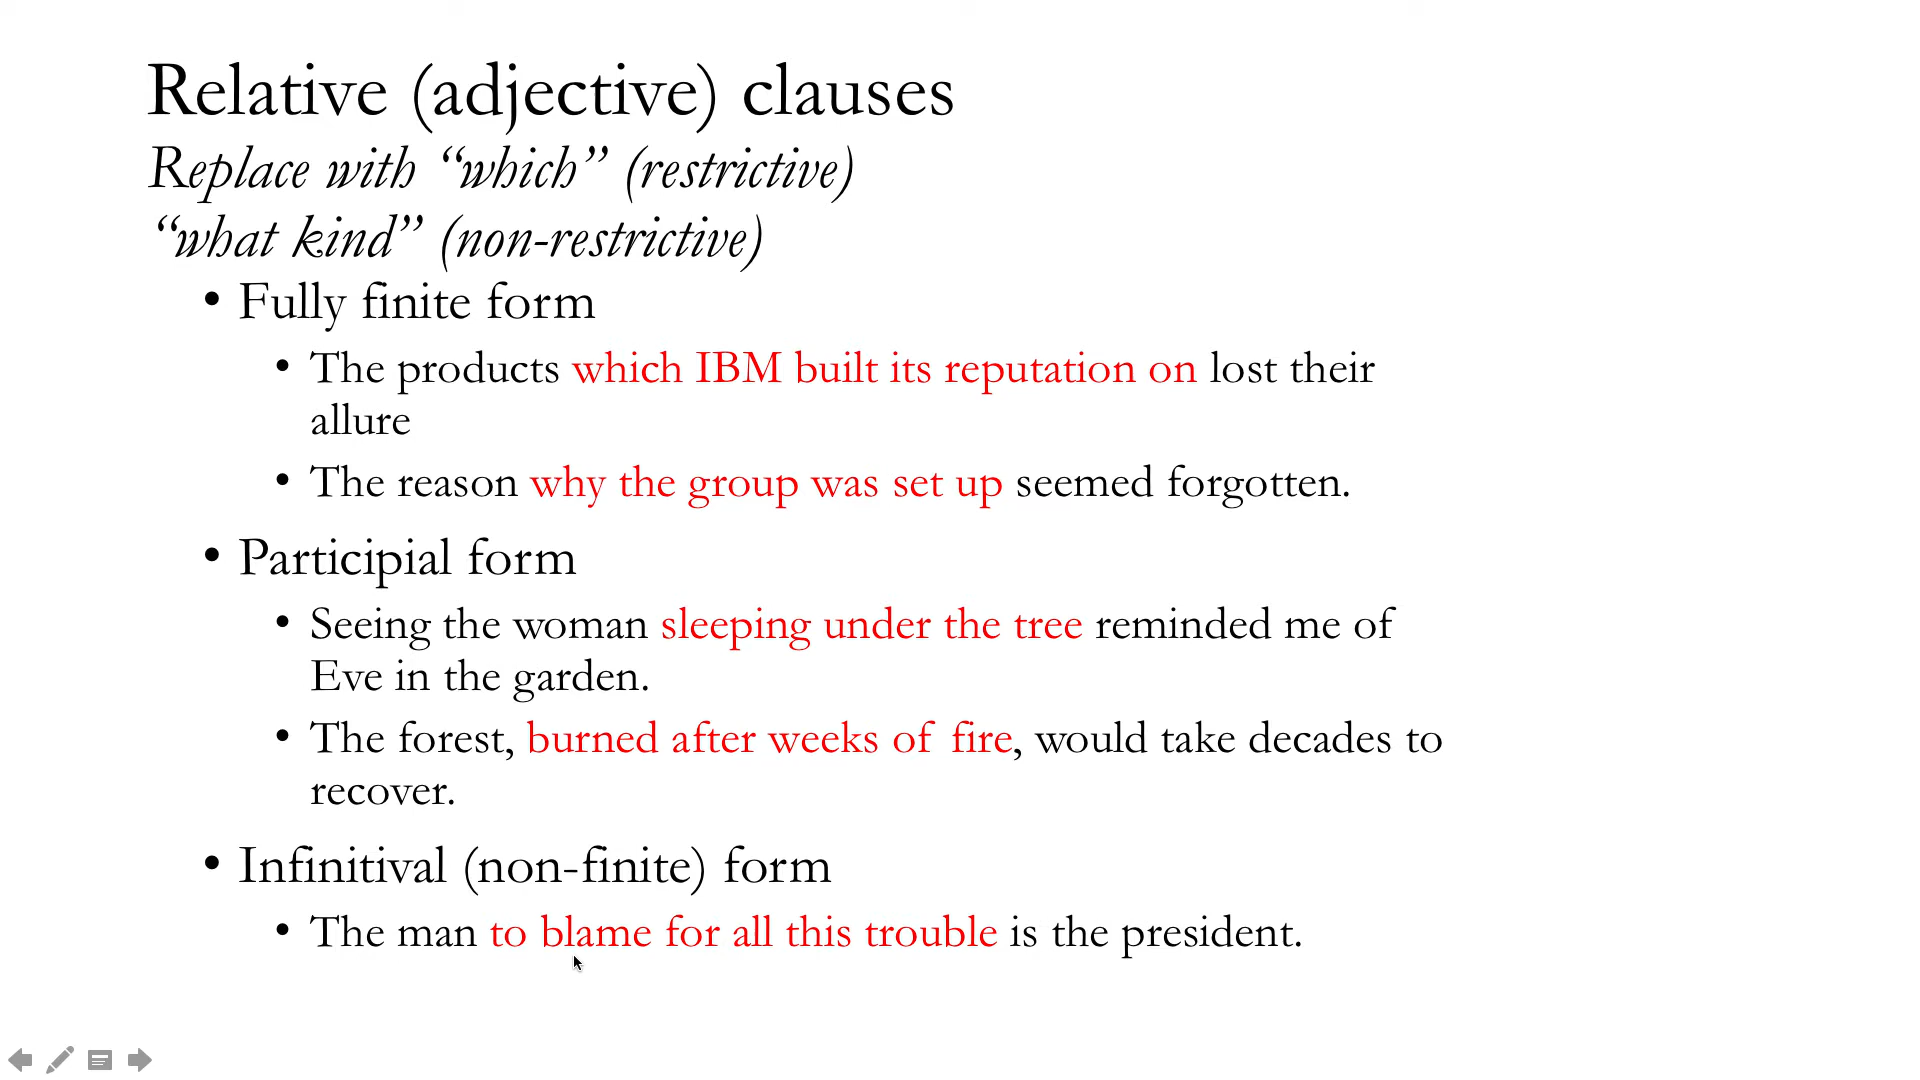 Relative (adjective) clauses
Replace with “which” (restrictive)
“what kind” (non-restrictive)
• Fully finite form
• The products which IBM built its reputation on lost their
allure
• The reason why the group was set up seemed forgotten.
• Participial form
• Seeing the woman sleeping under the tree reminded me of
Eve in the garden.
• The forest, burned after weeks of fire, would take decades to
recover.
• Infinitival (non-finite) form
• The man to blame for all this trouble is the president.